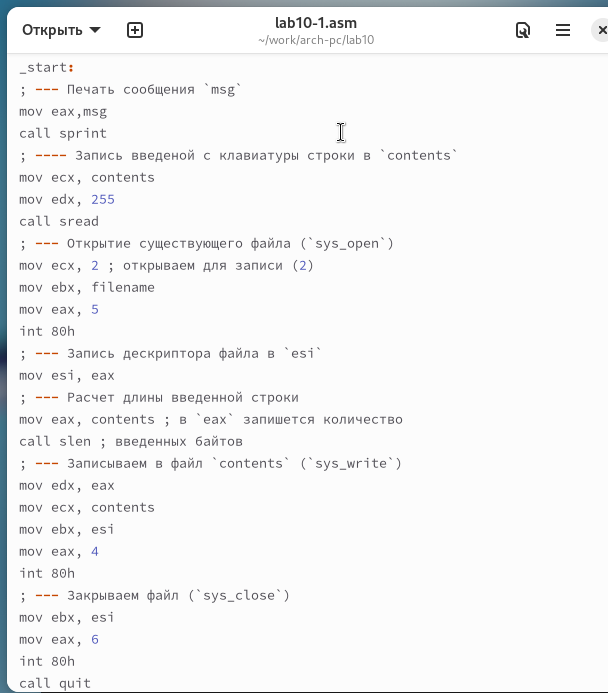 Открыть
lab10-1.asm
~/work/arch-pc/lab10
_start:
; --- Печать сообщения `msg`
mov eax,msg
call sprint
; ---- Запись введеной с клавиатуры строки в `contents`
mov ecx, contents
mov edx, 255
call sread
; --- Открытие существующего файла (`sys_open`)
mov ecx, 2 ; открываем для записи (2)
mov ebx, filename
mov eax, 5
int 80h
; --- Запись дескриптора файла в `esi`
mov esi, eax
; --- Расчет длины введенной строки
mov eax, contents ; в `eax` запишется количество
call slen ; введенных байтов
; --- Записываем в файл `contents` (`sys_write`)
mov edx, eax
mov ecx, contents
mov ebx, esi
mov eax, 4
int 80h
; --- Закрываем файл (`sys_close`)
mov ebx, esi
mov eax, 6
int 80h
call quit